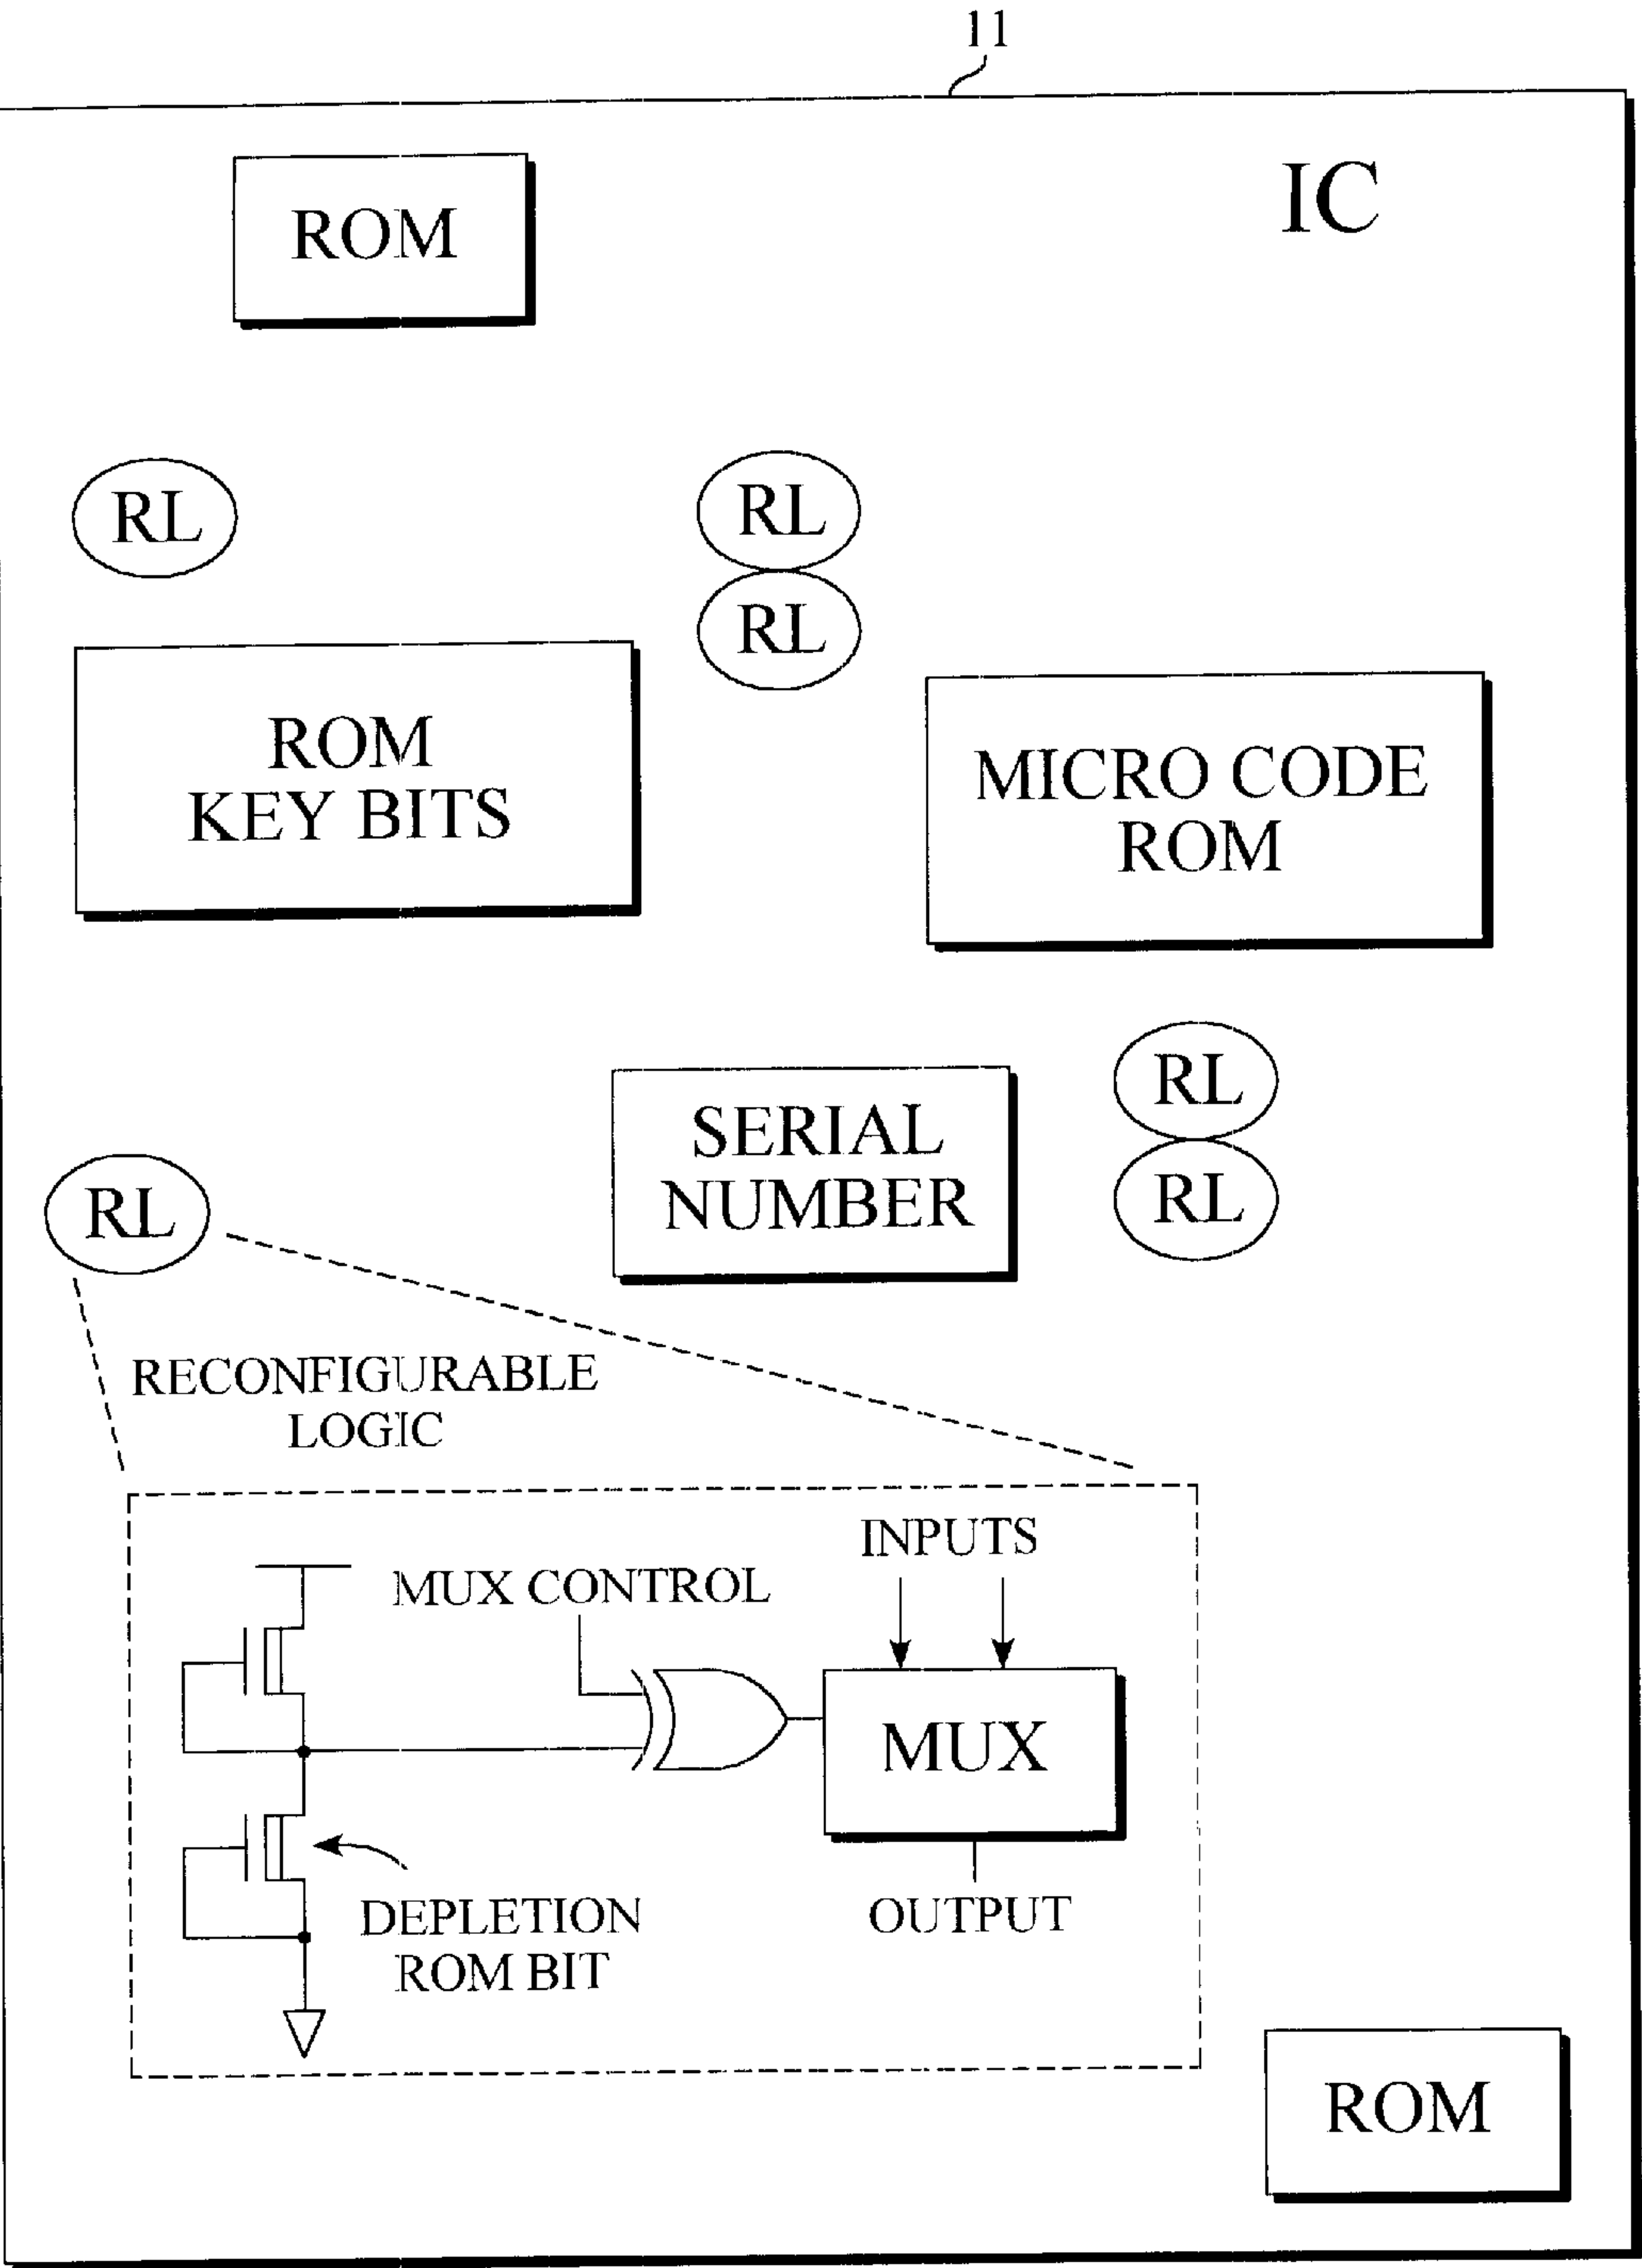 11
IC
ROM
RL
RL
RL
ROM
KEY BITS
MICRO CODE
ROM
SERIAL
NUMBER
RL
RL
RL
RECONFIGURABLE
LOGIC
INPUTS
MUX CONTROL
MUX
DEPLETION
ROM BIT
OUTPUT
ROM